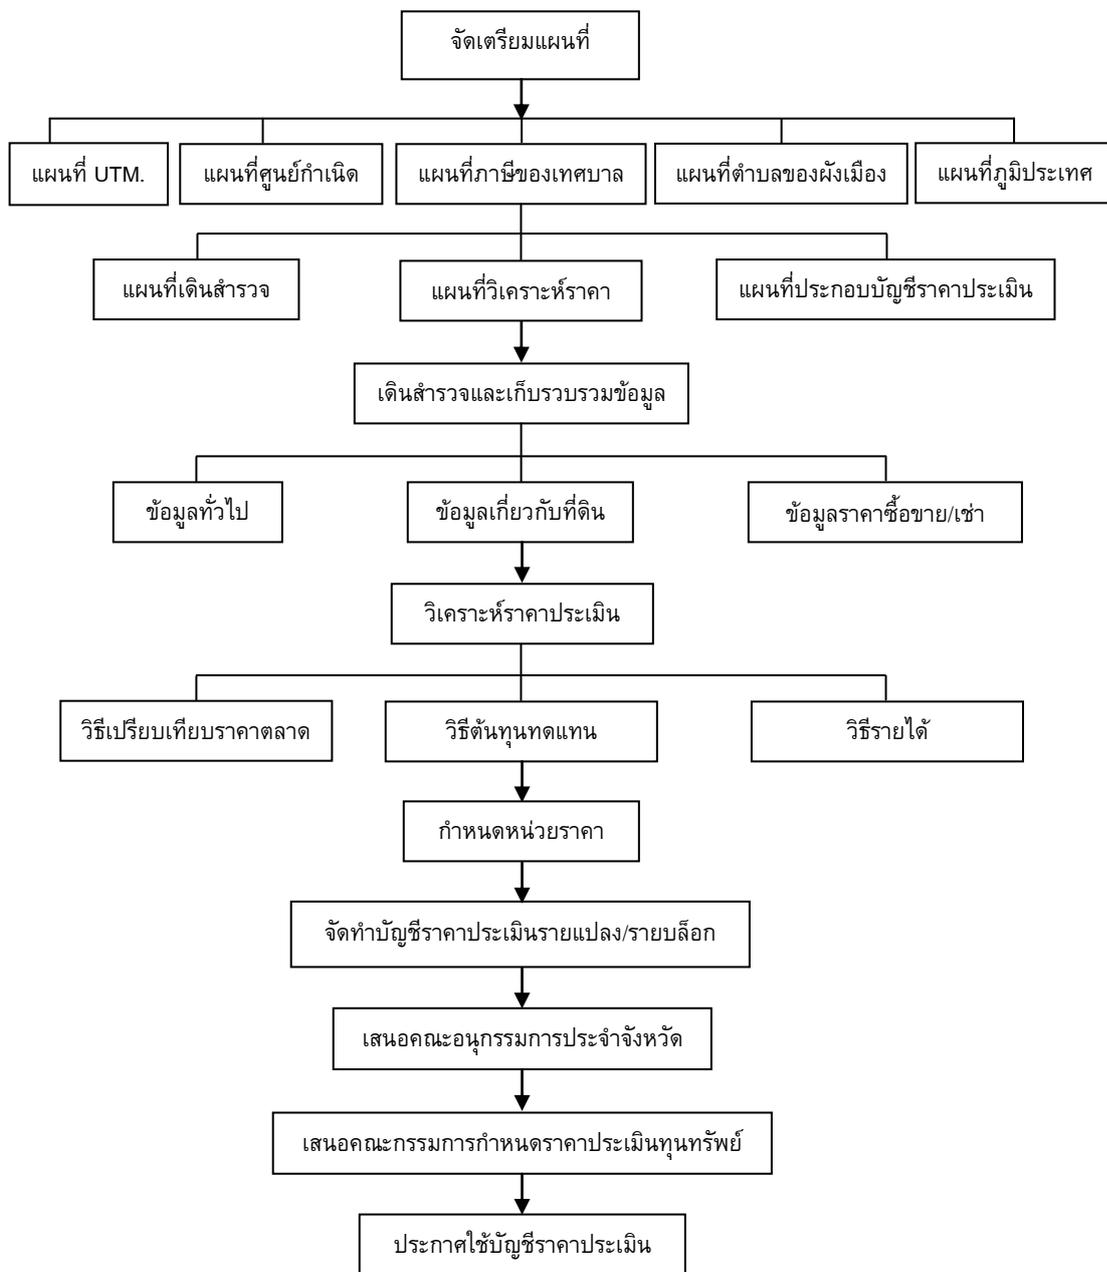 จัดเตรียมแผนที่
แผนที่ UTM.
แผนที่ศูนย์กำเนิด
แผนที่ภาษีของเทศบาล
แผนที่ตำบลของผังเมือง
แผนที่ภูมิประเทศ
แผนที่เดินสำรวจ
แผนที่วิเคราะห์ราคา
แผนที่ประกอบบัญชีราคาประเมิน
เดินสำรวจและเก็บรวบรวมข้อมูล
ข้อมูลทั่วไป
ข้อมูลเกี่ยวกับที่ดิน
ข้อมูลราคาซื้อขาย/เช่า
วิเคราะห์ราคาประเมิน
วิธีเปรียบเทียบราคาตลาด
วิธีต้นทุนทดแทน
วิธีรายได้
กำหนดหน่วยราคา
จัดทำบัญชีราคาประเมินรายแปลง/รายบล็อก
เสนอคณะอนุกรรมการประจำจังหวัด
เสนอคณะกรรมการกำหนดราคาประเมินทุนทรัพย์
ประกาศใช้บัญชีราคาประเมิน